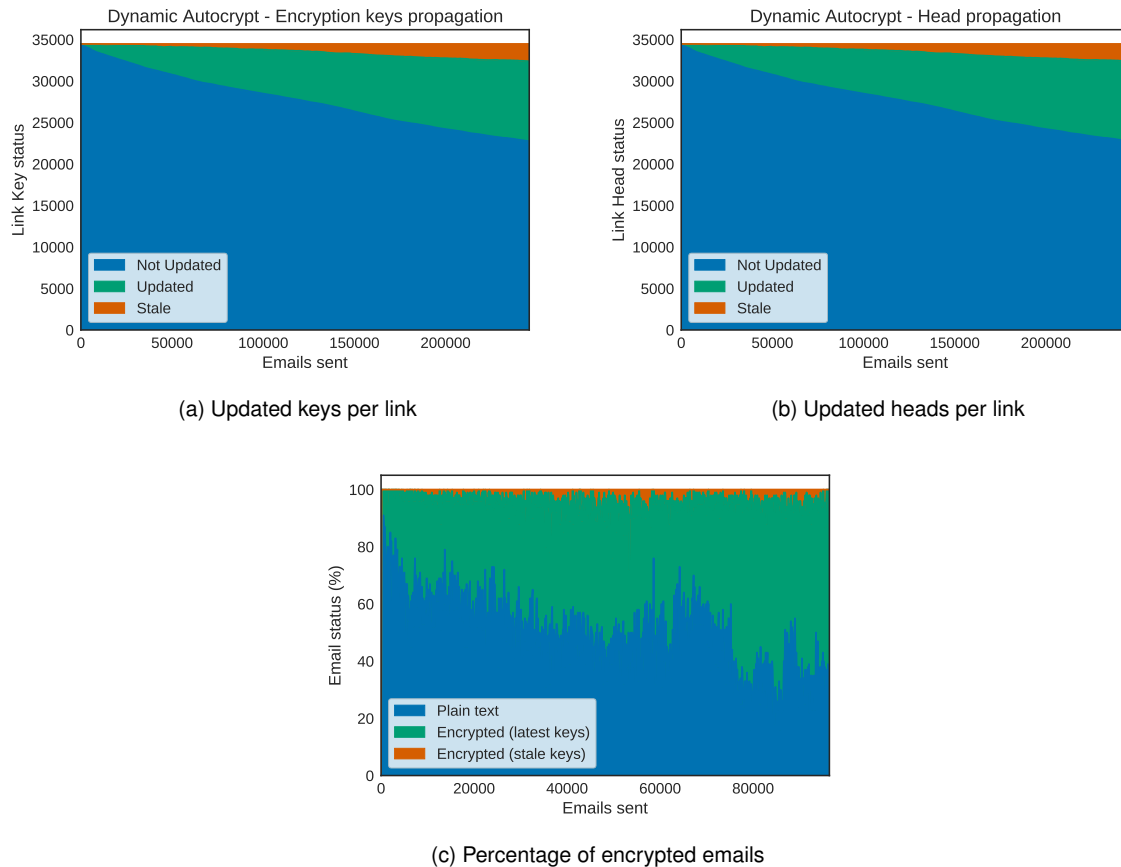 Dynamic Autocrypt - Encryption keys propagation
35000
30000
25000
20000
15000
10000
5000
0
Link Key status
Not Updated
Updated
Stale
0 50000 100000 150000 200000
Emails sent
(a) Updated keys per link
Dynamic Autocrypt - Head propagation
35000
30000
25000
20000
15000
10000
5000
0
Link Head status
Not Updated
Updated
Stale
0 50000 100000 150000 200000
Emails sent
(b) Updated heads per link
100
80
60
40
20
0
Email status (%)
Plain text
Encrypted (latest keys)
Encrypted (stale keys)
0 20000 40000 60000 80000
Emails sent
(c) Percentage of encrypted emails